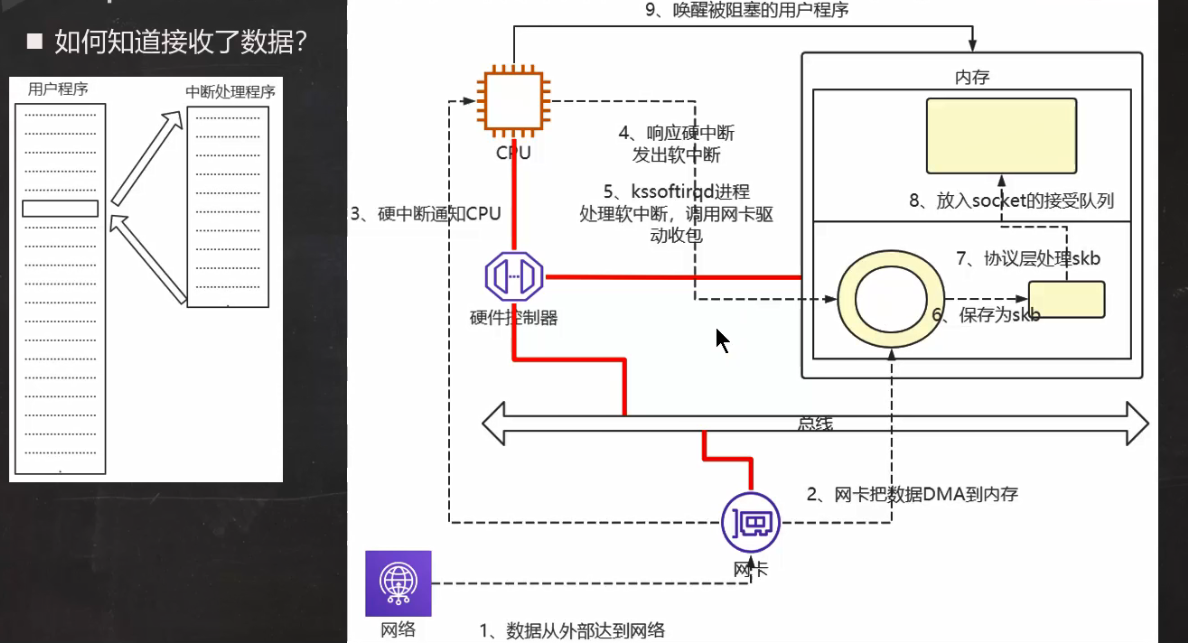 如何知道接收了数据?
用户程序
中断处理程序
9、唤醒被阻塞的用户程序
内存
CPU
4、响应硬中断
发出软中断
5、kssoftirqd进程
处理软中断，调用网卡驱
动收包
3、硬中断通知CPU
8、放入socket的接受队列
7、协议层处理skb
6、保存为skb
硬件控制器
总线
2、网卡把数据DMA到内存
网卡
网络
1、数据从外部达到网络